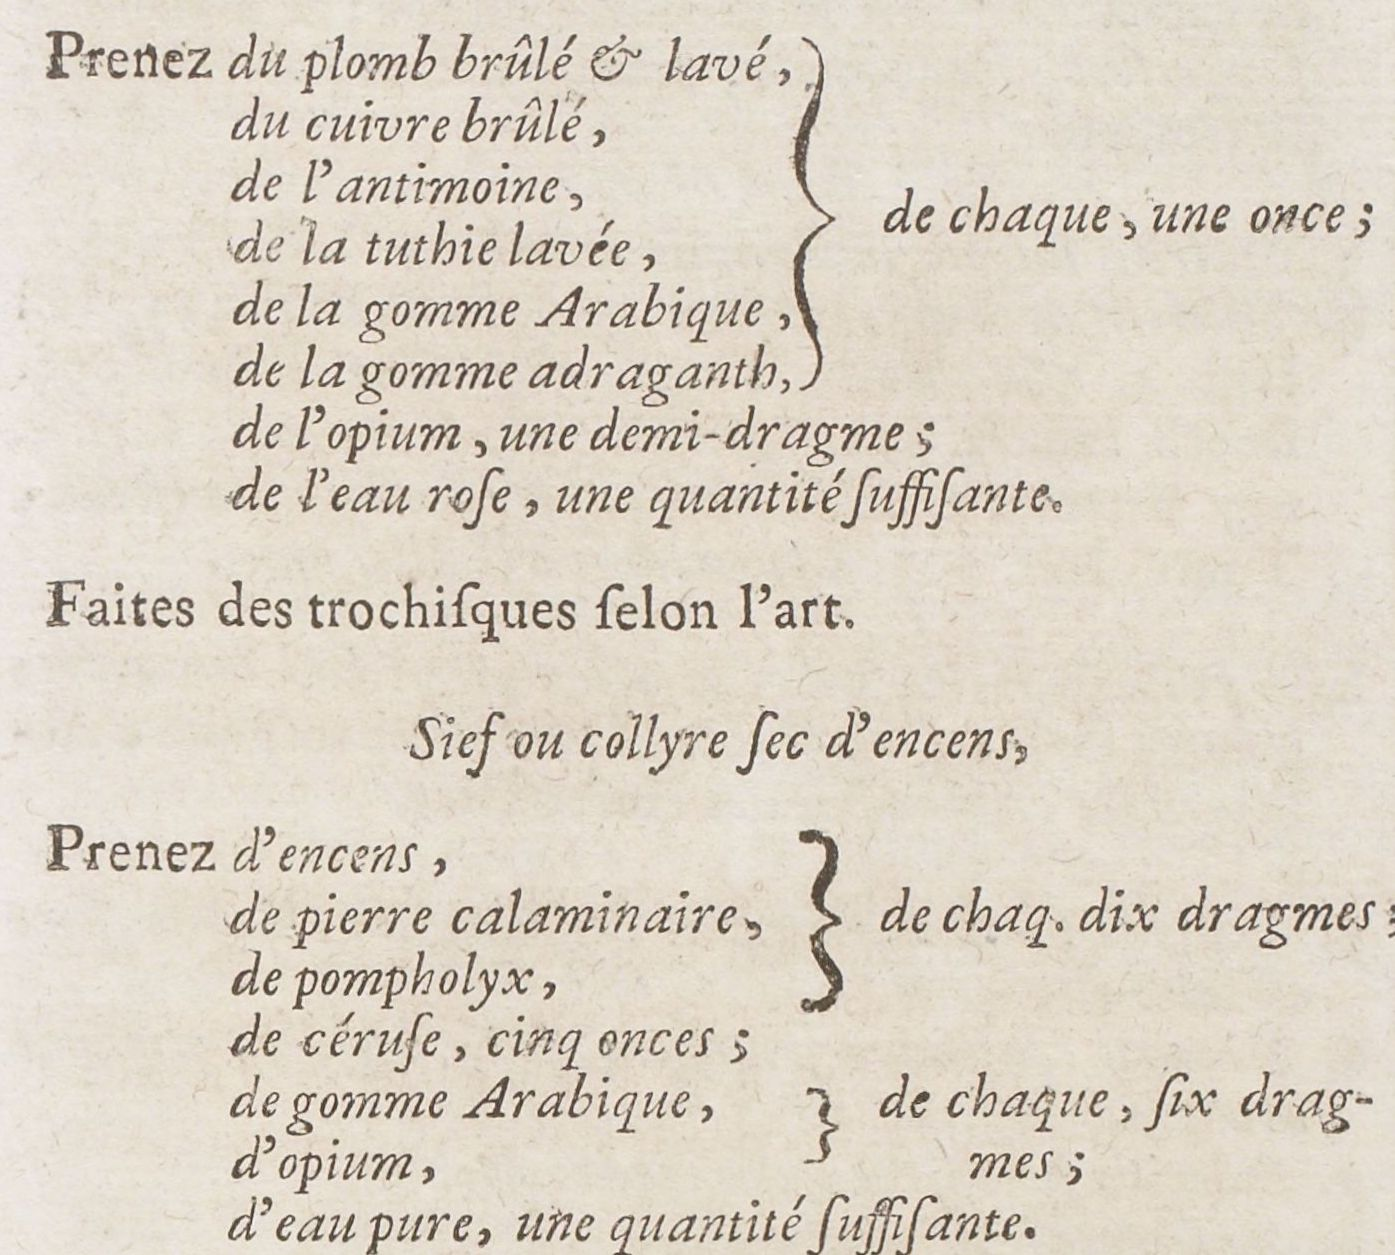 Prenez du plomb brûlé & lavé,
du cuivre brûlé,
de l'antimoine,
de la tuthie lavée,
de la gomme Arabique,
de la gomme adraganth,
de chaque, une once;
de l'opium, une demi-dragme;
de l'eau roſe, une quantité ſuffiſante.
Faites des trochiſques ſelon l'art.
Sief ou collyre ſec d'encens,
Prenez d'encens,
de pierre calaminaire,
de pompholyx,
de chaq. dix dragmes;
de céruſe, cinq onces;
de gomme Arabique,
d'opium,
de chaque, ſix drag-
mes;
d'eau pure, une quantité ſuffiſante.